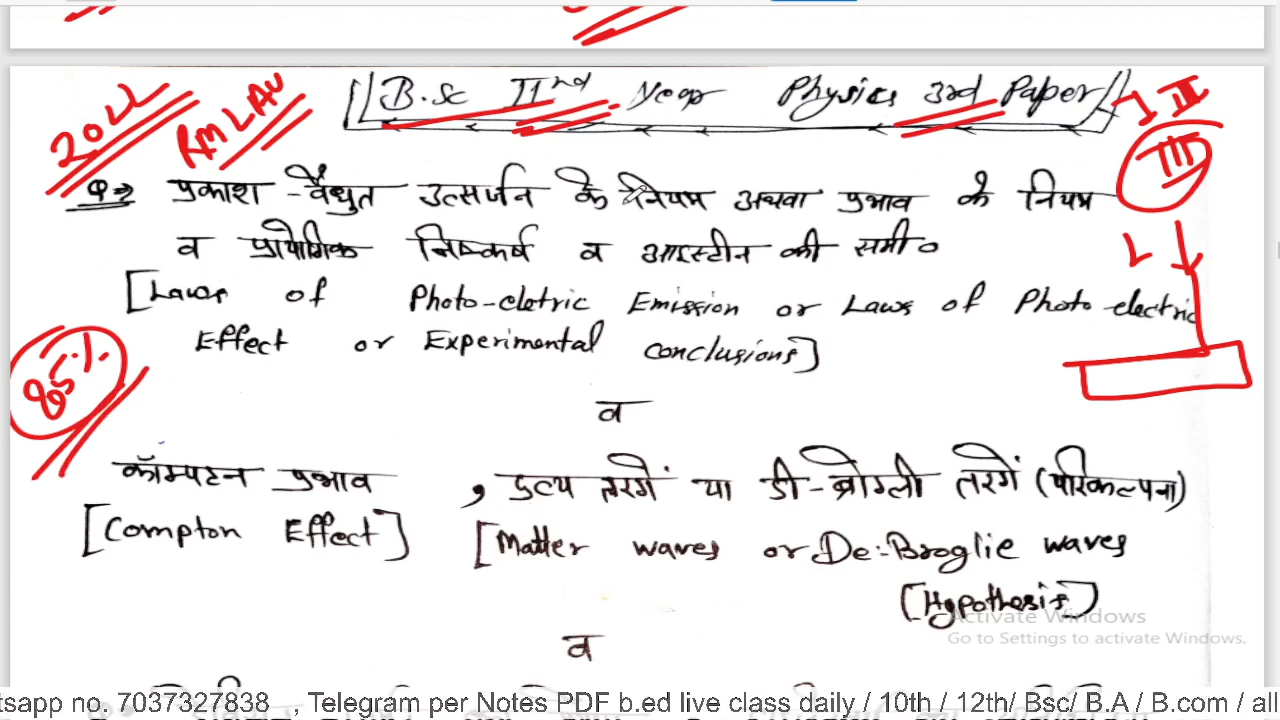 B.Sc IInd Year Physics 3rd Paper
I II
III
2022
RMLAU
Q⇒ प्रकाश-वैधुत उत्सर्जन के नियम अथवा प्रभाव के नियम
व प्रायोगिक निष्कर्ष व आइस्टीन की समी०
[Laws of Photo-eletric Emission or Laws of Photo-electric
Effect or Experimental conclusions]
85%
व
कॉम्पटन प्रभाव , द्रव्य तरंगें या डी-ब्रोग्ली तरंगें (परिकल्पना)
[Compton Effect] [Matter waves or De-Broglie waves
(Hypothesis)
Activate Windows
Go to Settings to activate Windows.
व
tsapp no. 7037327838 , Telegram per Notes PDF b.ed live class daily / 10th / 12th/ Bsc/ B.A / B.com / all